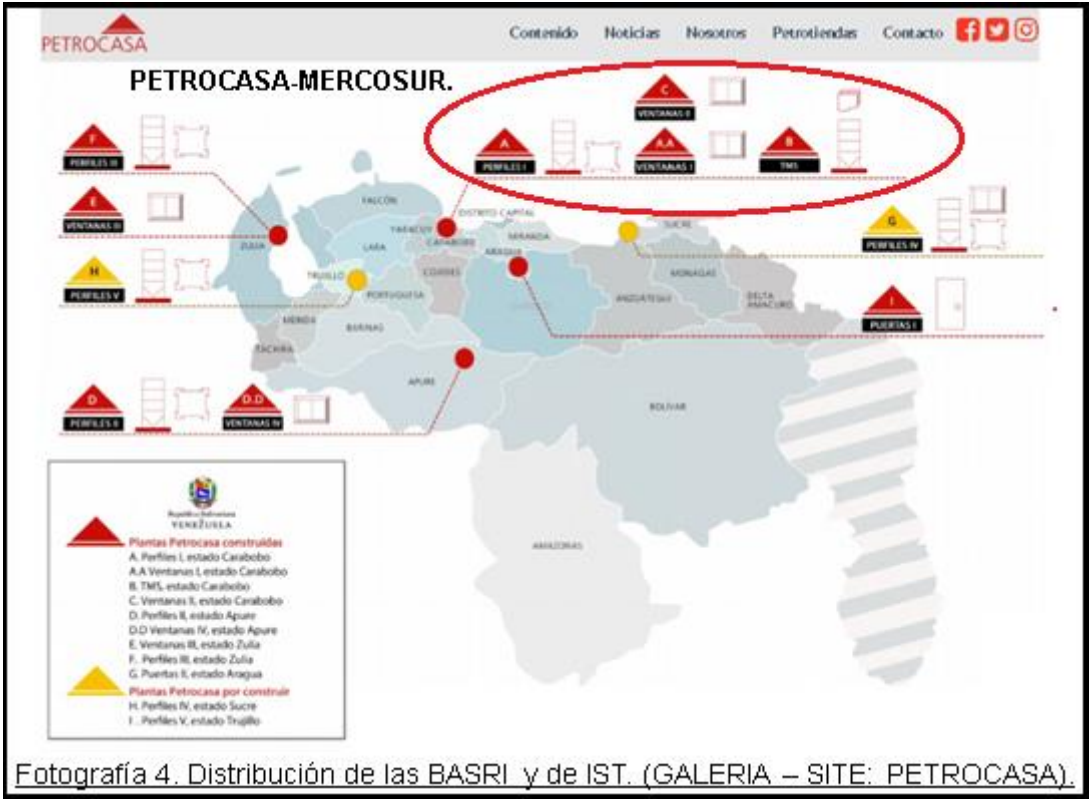 PETROCASA
Contenido Noticias Nosotros Petrotiendas Contacto
PETROCASA-MERCOSUR.
C
VENTANAS II
F
PERFILES III
A
PERFILES I
A.A
VENTANAS I
B
TMS
E
VENTANAS III
G
PERFILES IV
H
PERFILES V
I
PUERTAS I
D
PERFILES II
D.D
VENTANAS IV
FALCÓN
DISTRITO CAPITAL
YARACUY
CARABOBO
MIRANDA
SUCRE
ZULIA
LARA
ARAGUA
TRUJILLO
COJEDES
MONAGAS
PORTUGUESA
ANZOATEGUI
DELTA AMACURO
MERIDA
BARINAS
TACHIRA
APURE
BOLIVAR
AMAZONAS
República Bolivariana
VENEZUELA
Plantas Petrocasa construidas
A. Perfiles I, estado Carabobo
A.A Ventanas I, estado Carabobo
B. TMS, estado Carabobo
C. Ventanas II, estado Carabobo
D. Perfiles II, estado Apure
D.D Ventanas IV, estado Apure
E. Ventanas III, estado Zulia
F. Perfiles III, estado Zulia
G. Puertas II, estado Aragua
Plantas Petrocasa por construir
H. Perfiles IV, estado Sucre
I . Perfiles V, estado Trujillo
Fotografía 4. Distribución de las BASRI y de IST. (GALERIA – SITE: PETROCASA).